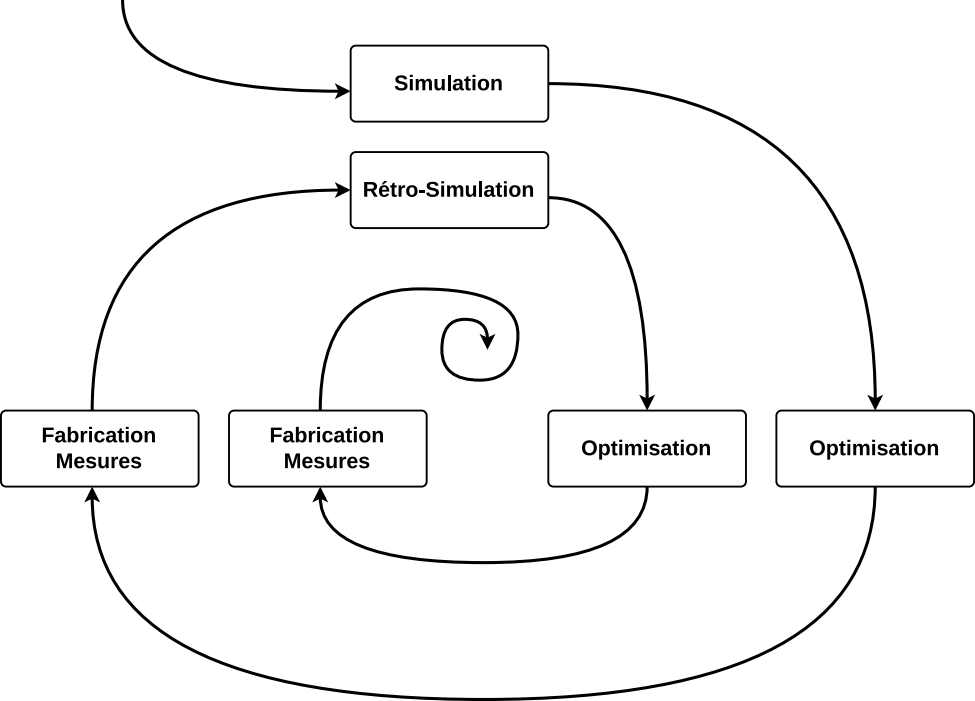 Simulation
Rétro-Simulation
Fabrication
Mesures
Fabrication
Mesures
Optimisation
Optimisation